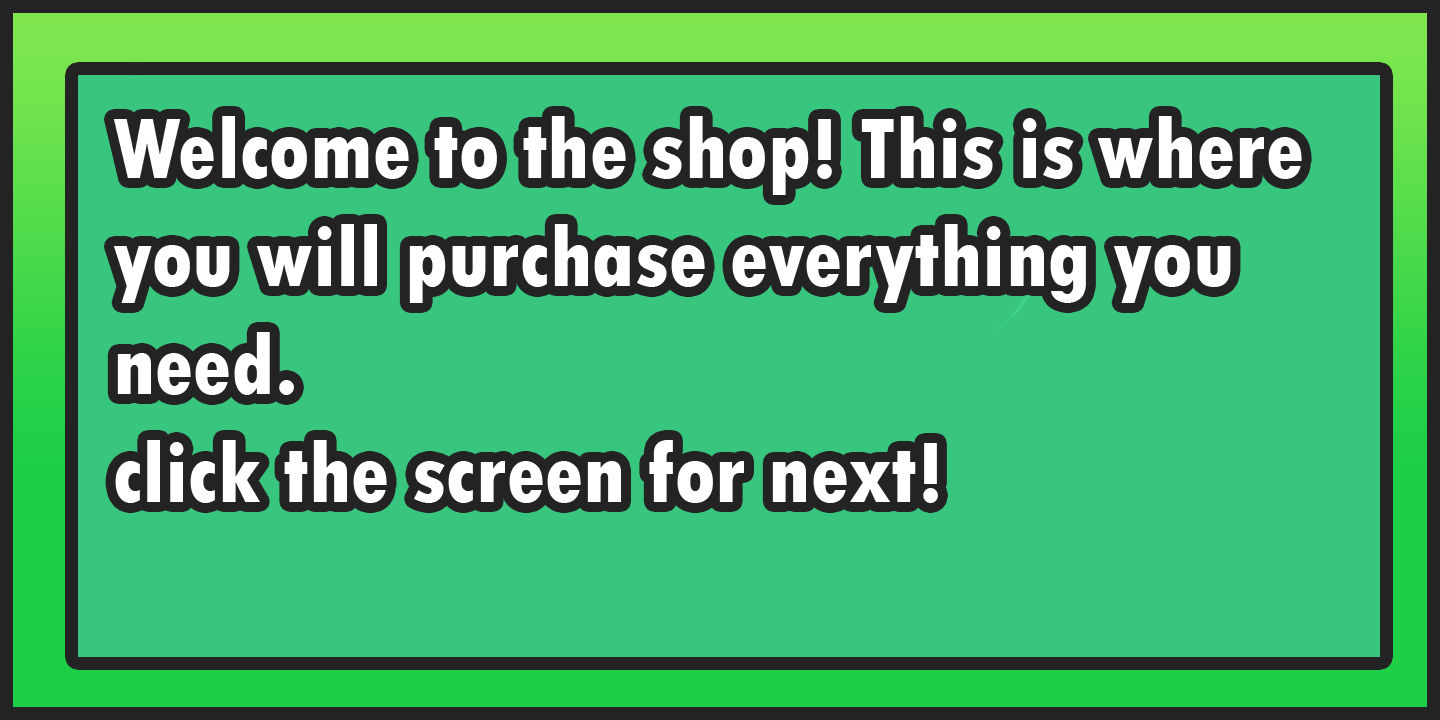 Welcome to the shop! This is where
you will purchase everything you
need.
click the screen for next!